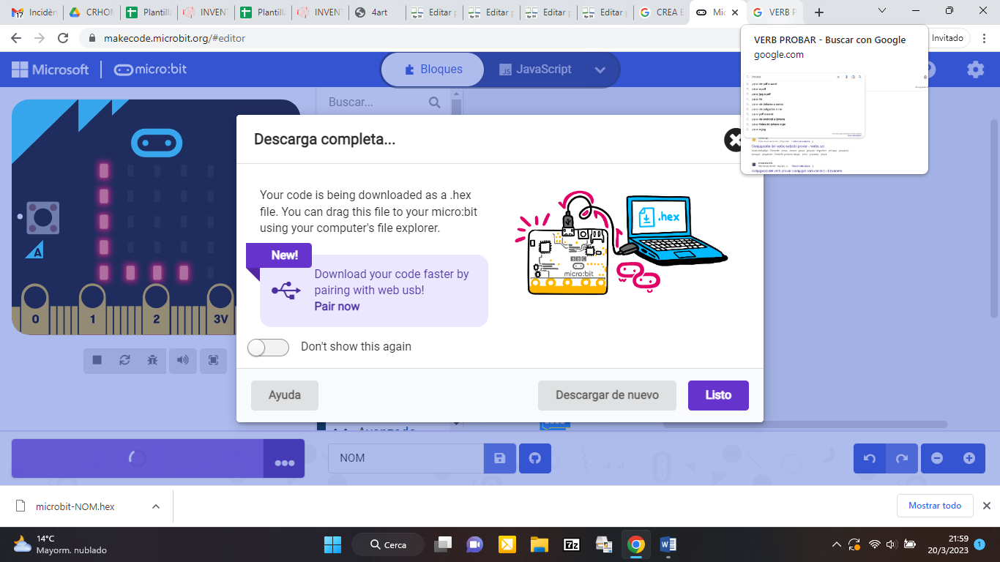 Incidèn
CRHOM
Plantill
INVENT
Plantill
INVENT
4art
Editar p
Editar p
Editar p
Editar p
CREA E
Mic
VERB P
makecode.microbit.org/#editor
Invitado
VERB PROBAR - Buscar con Google
google.com
Microsoft
micro:bit
Bloques
JS JavaScript
Buscar...
Descarga completa...
Your code is being downloaded as a .hex
file. You can drag this file to your micro:bit
using your computer's file explorer.
New!
Download your code faster by
pairing with web usb!
Pair now
.hex
BBC
micro:bit
A
0 1 2 3V
Don't show this again
Ayuda
Descargar de nuevo
Listo
Avanzado
NOM
microbit-NOM.hex
Mostrar todo
14°C
Mayorm. nublado
Cerca
7z
21:59
20/3/2023
1